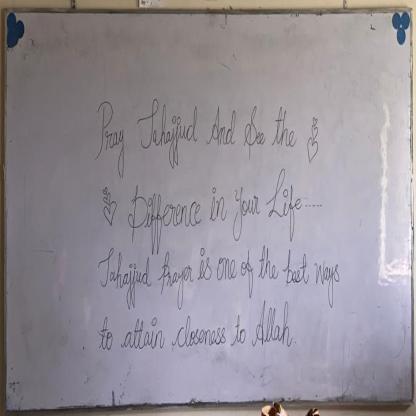 Pray Tahajjud And See the
Difference in Your Life-----
Tahajjud Prayer is one of the best ways
to attain closeness to Allah.